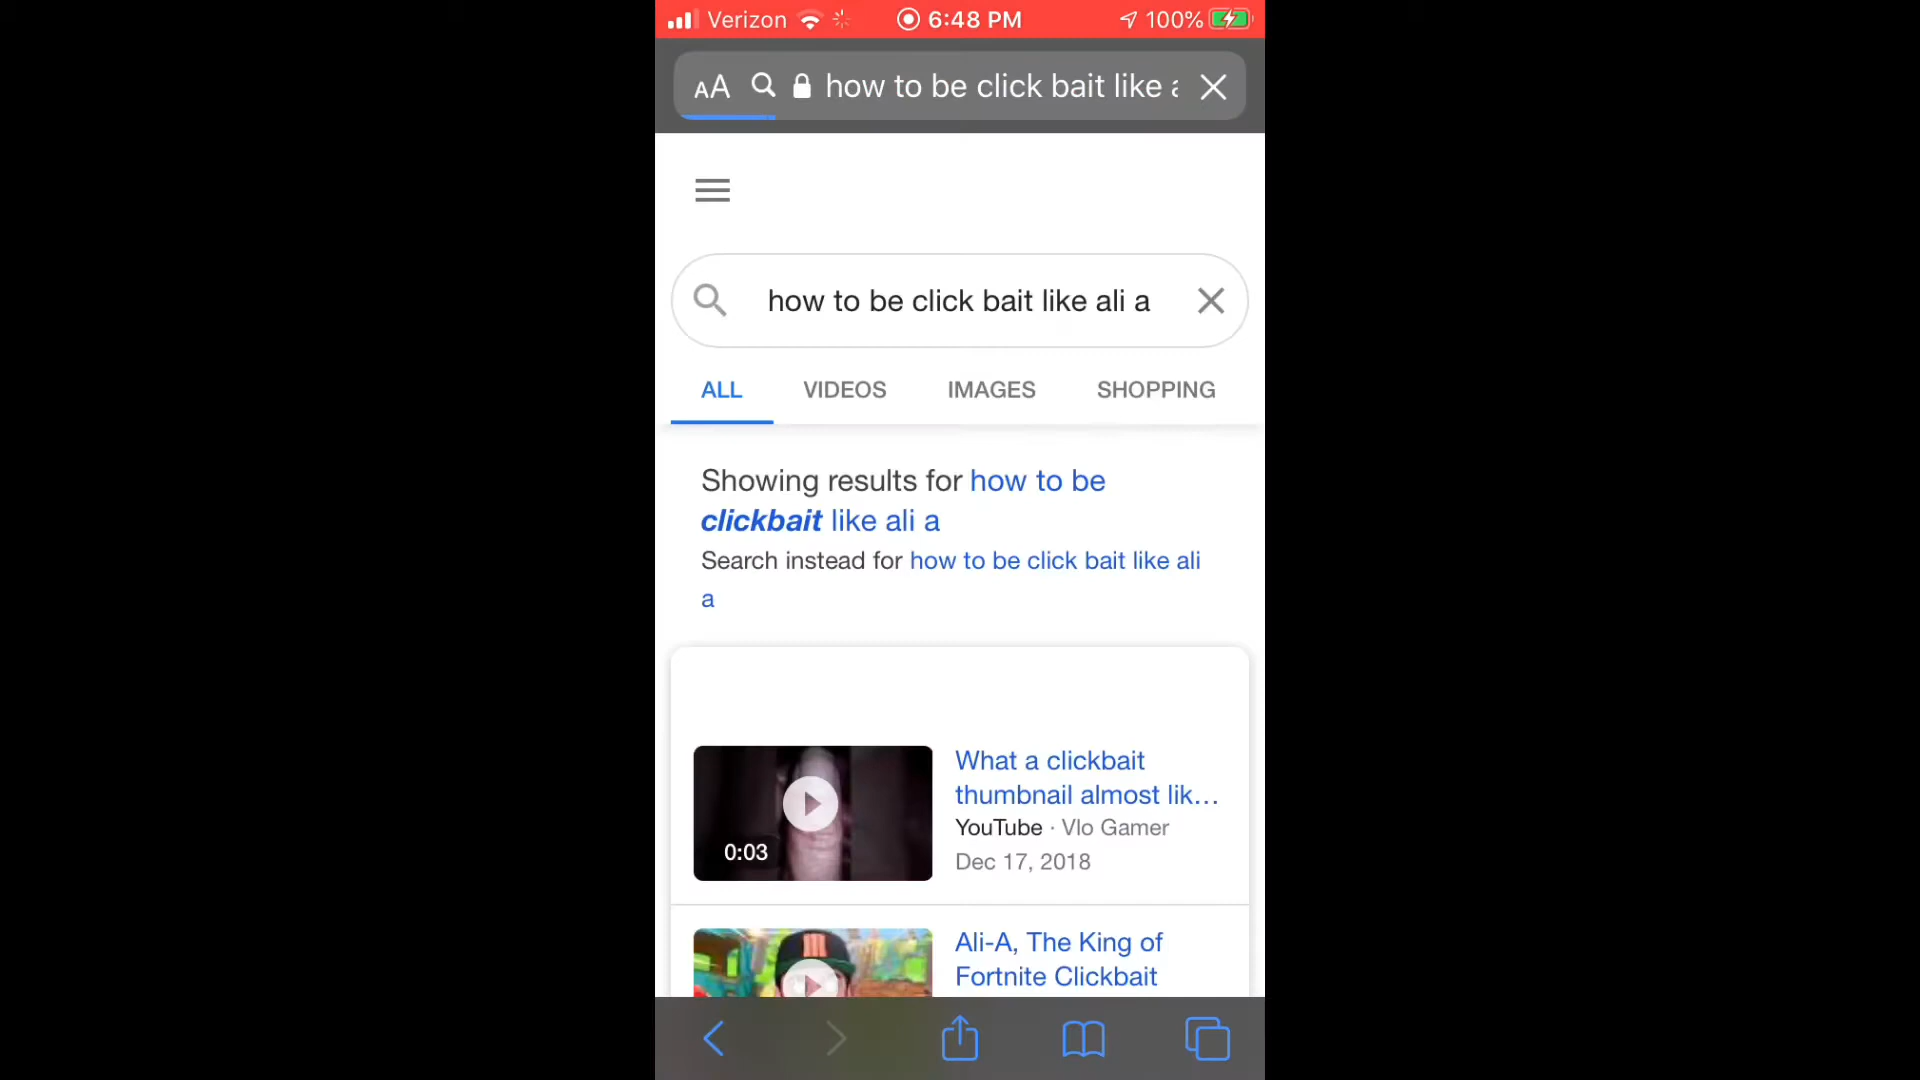 Verizon 6:48 PM 100%
AA how to be click bait like
how to be click bait like ali a
ALL VIDEOS IMAGES SHOPPING
Showing results for how to be
clickbait like ali a
Search instead for how to be click bait like ali
a
What a clickbait
thumbnail almost lik...
YouTube · Vlo Gamer
Dec 17, 2018
0:03
Ali-A, The King of
Fortnite Clickbait